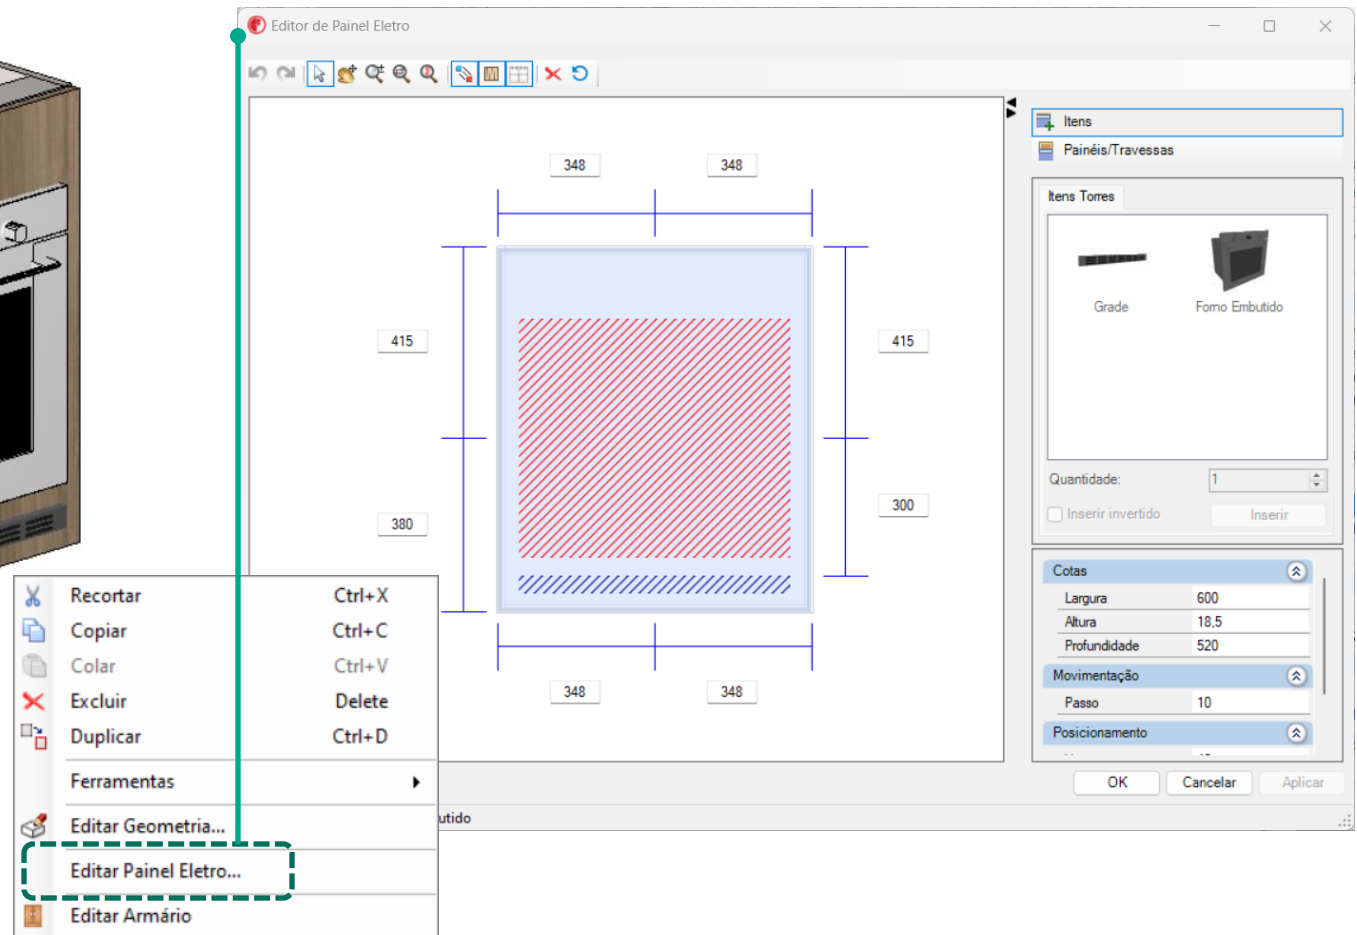 Editor de Painel Eletro
348
348
415
415
380
300
348
348
Itens
Painéis/Travessas
Itens Torres
Grade
Forno Embutido
Quantidade:
1
Inserir invertido
Inserir
Cotas
Largura 600
Altura 18,5
Profundidade 520
Movimentação
Passo 10
Posicionamento
OK
Cancelar
Aplicar
utido
Recortar Ctrl+X
Copiar Ctrl+C
Colar Ctrl+V
Excluir Delete
Duplicar Ctrl+D
Ferramentas
Editar Geometria...
Editar Painel Eletro...
Editar Armário